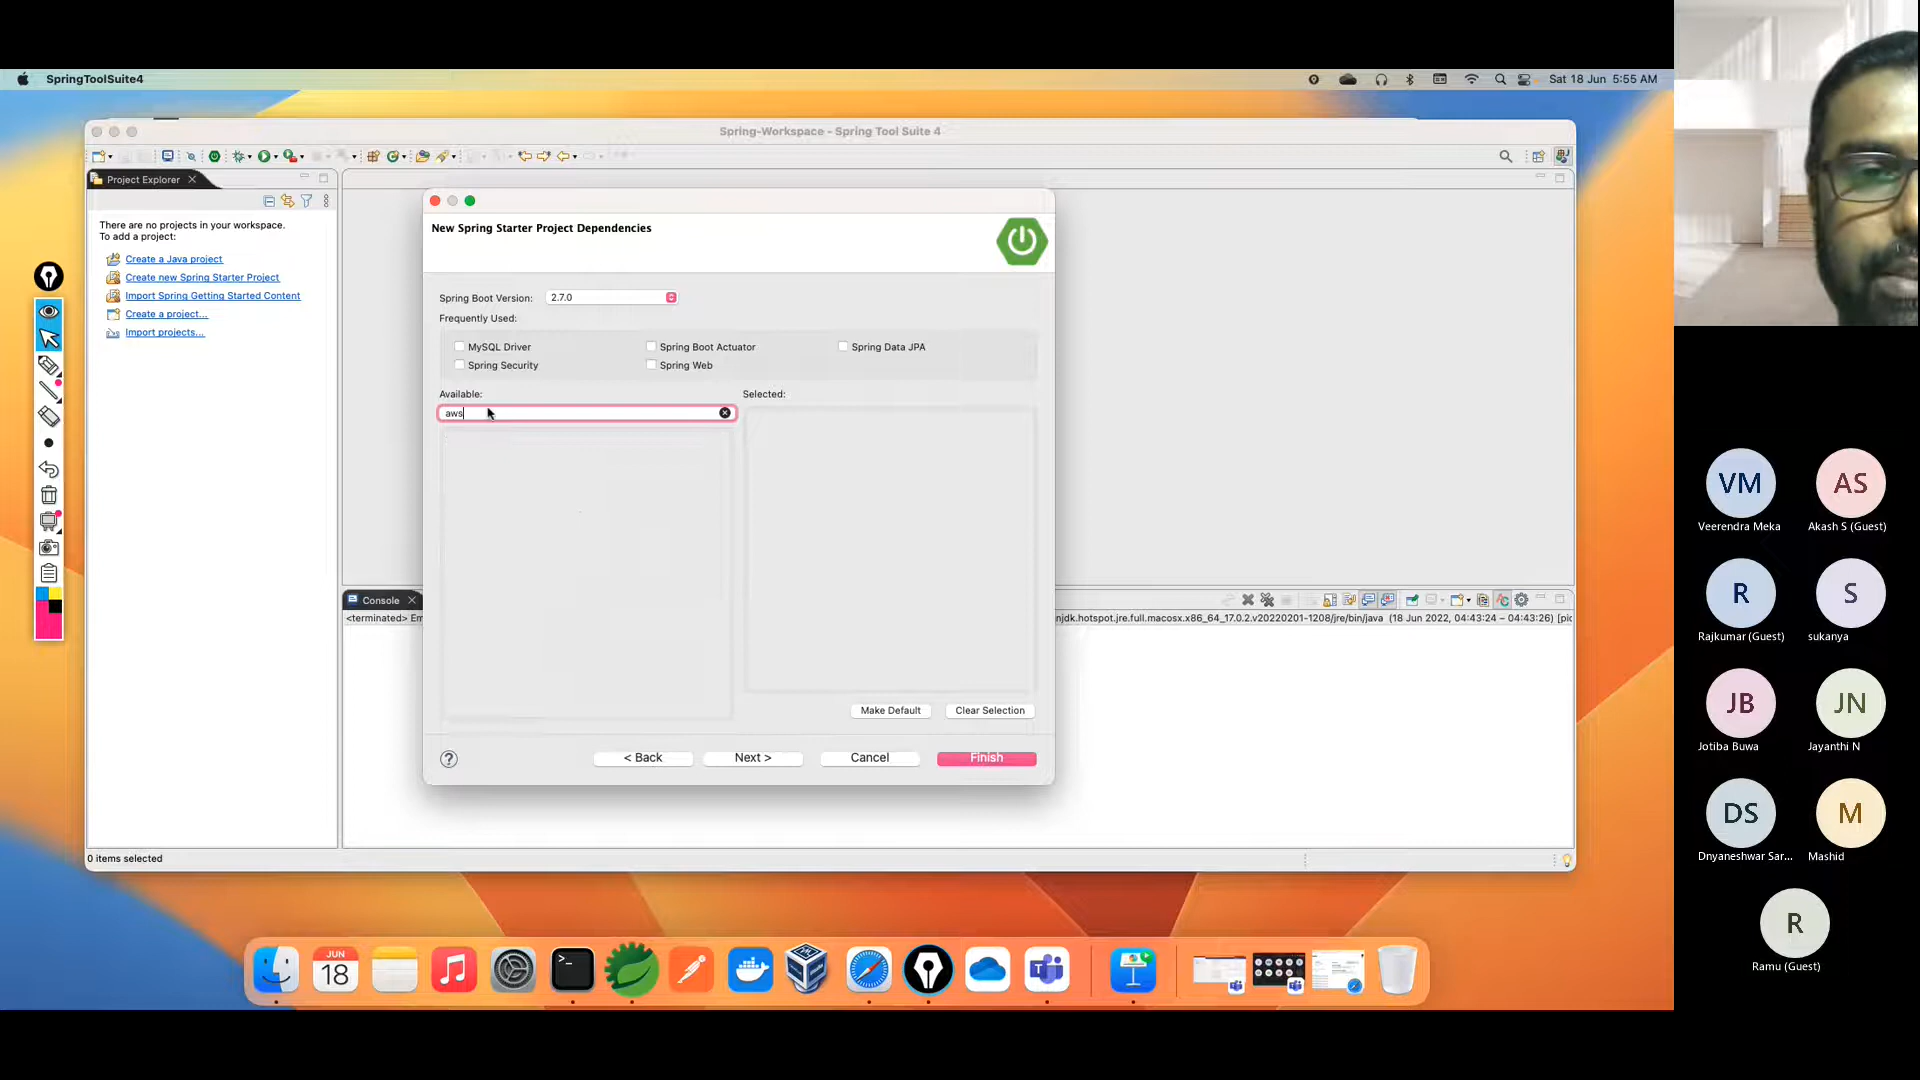 SpringToolSuite4
Sat 18 Jun 5:55 AM
Spring-Workspace - Spring Tool Suite 4
Project Explorer
There are no projects in your workspace.
To add a project:
Create a Java project
Create new Spring Starter Project
Import Spring Getting Started Content
Create a project...
Import projects...
New Spring Starter Project Dependencies
Spring Boot Version:
2.7.0
Frequently Used:
MySQL Driver
Spring Boot Actuator
Spring Data JPA
Spring Security
Spring Web
Available:
Selected:
aws
Make Default
Clear Selection
< Back
Next >
Cancel
Finish
Console
<terminated> Em
njdk.hotspot.jre.full.macosx.x86_64_17.0.2.v20220201-1208/jre/bin/java (18 Jun 2022, 04:43:24 – 04:43:26) [pic
0 items selected
JUN
18
VM
Veerendra Meka
AS
Akash S (Guest)
R
Rajkumar (Guest)
S
sukanya
JB
Jotiba Buwa
JN
Jayanthi N
DS
Dnyaneshwar Sar...
M
Mashid
R
Ramu (Guest)